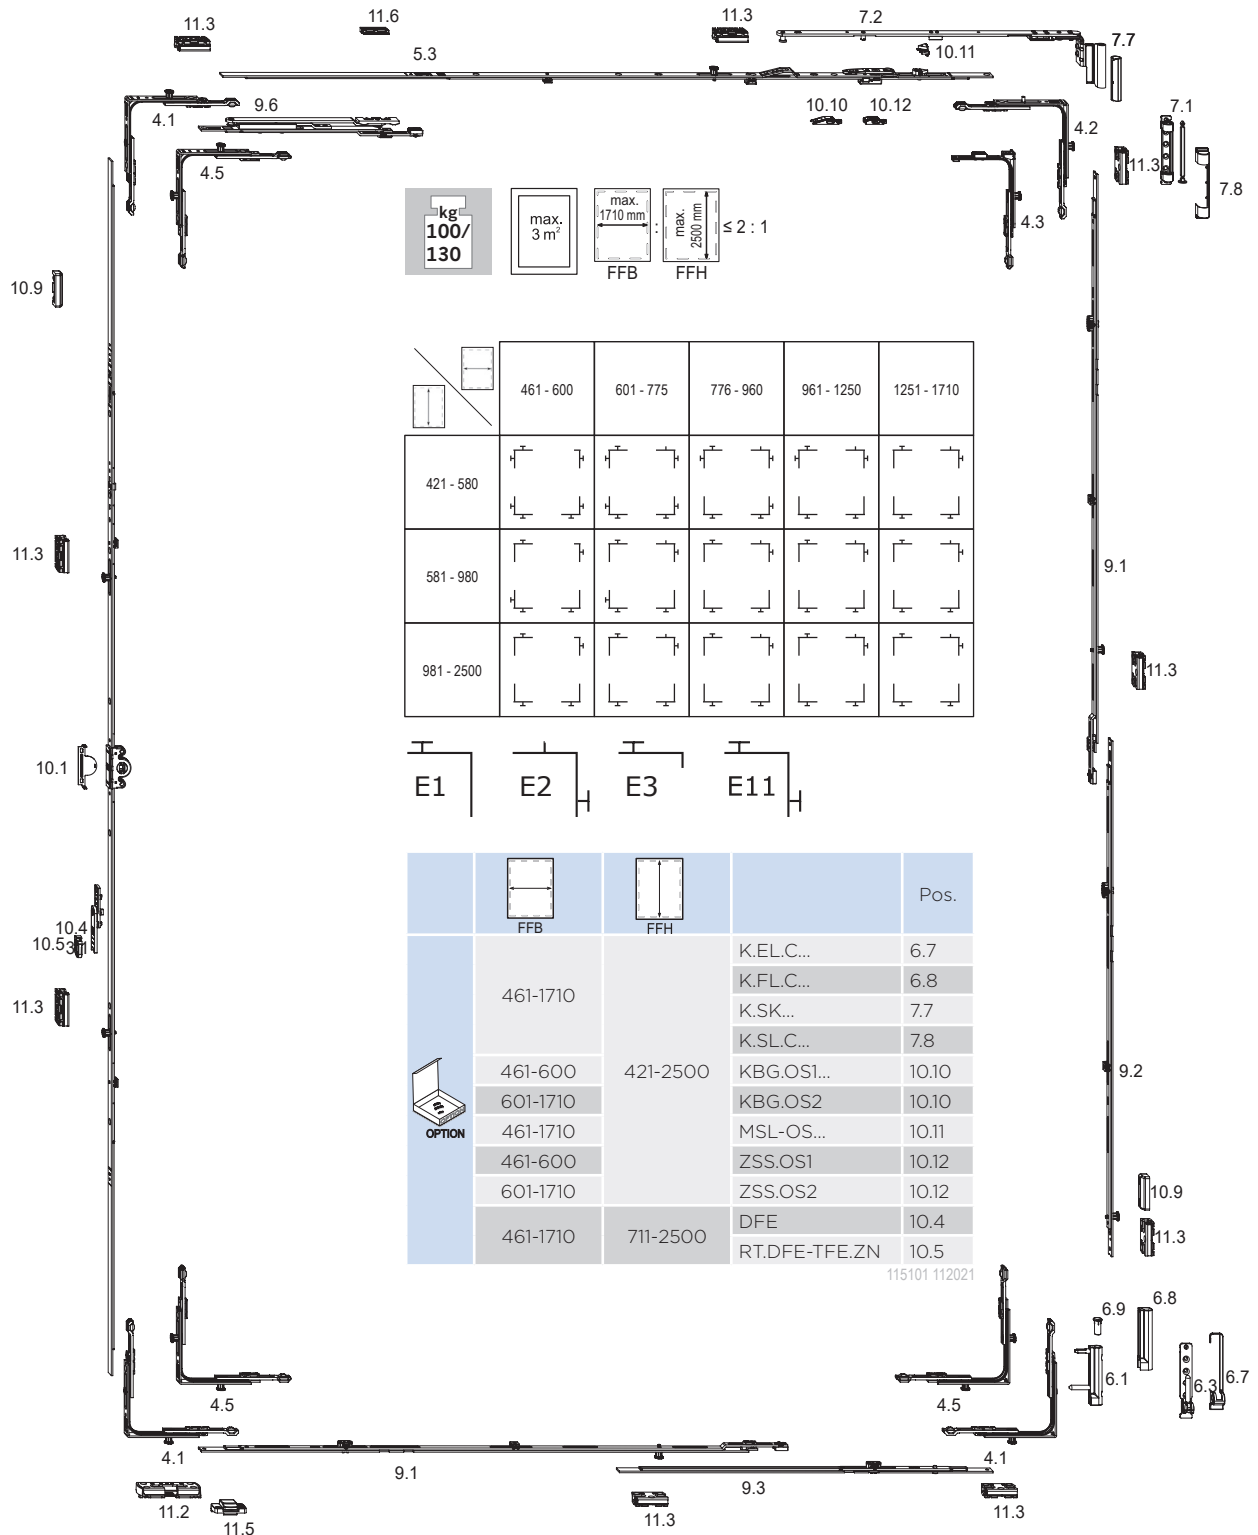 11.3
11.6
11.3
7.2
5.3
10.11
7.7
4.1
9.6
10.10
10.12
7.1
4.2
4.5
11.3
7.8
4.3
kg
100/
130
max.
3 m²
max.
1710 mm
:
max.
2500 mm
≤ 2 : 1
FFB
FFH
10.9
461 - 600
601 - 775
776 - 960
961 - 1250
1251 - 1710
421 - 580
11.3
581 - 980
9.1
981 - 2500
11.3
10.1
E1
E2
E3
E11
FFB
FFH
Pos.
10.4
10.5
11.3
OPTION
461-1710
421-2500
K.EL.C... 6.7
K.FL.C... 6.8
K.SK... 7.7
K.SL.C... 7.8
461-600 KBG.OS1... 10.10
601-1710 KBG.OS2 10.10
461-1710 MSL-OS... 10.11
461-600 ZSS.OS1 10.12
601-1710 ZSS.OS2 10.12
461-1710 711-2500
DFE 10.4
RT.DFE-TFE.ZN 10.5
115101 112021
9.2
10.9
11.3
6.9
6.8
6.1
6.3
6.7
4.5
4.5
4.1
9.1
9.3
4.1
11.2
11.5
11.3
11.3